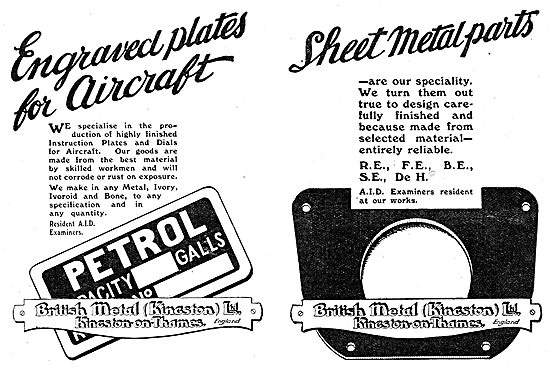 Engraved plates
for Aircraft
WE specialise in the pro-
duction of highly finished
Instruction Plates and Dials
for Aircraft. Our goods are
made from the best material
by skilled workmen and will
not corrode or rust on exposure.
We make in any Metal, Ivory,
Ivoroid and Bone, to any
specification and in
any quantity.
Resident A.I.D.
Examiners.
PETROL
GALLS
British Metal (Kingston) Ltd,
Kingston-on-Thames. England
Sheet Metal parts
—are our speciality.
We turn them out
true to design care-
fully finished and
because made from
selected material—
entirely reliable.
R.E., F.E., B.E.,
S.E., De H.
A.I.D. Examiners resident
at our works.
British Metal (Kingston) Ltd,
Kingston-on-Thames. England